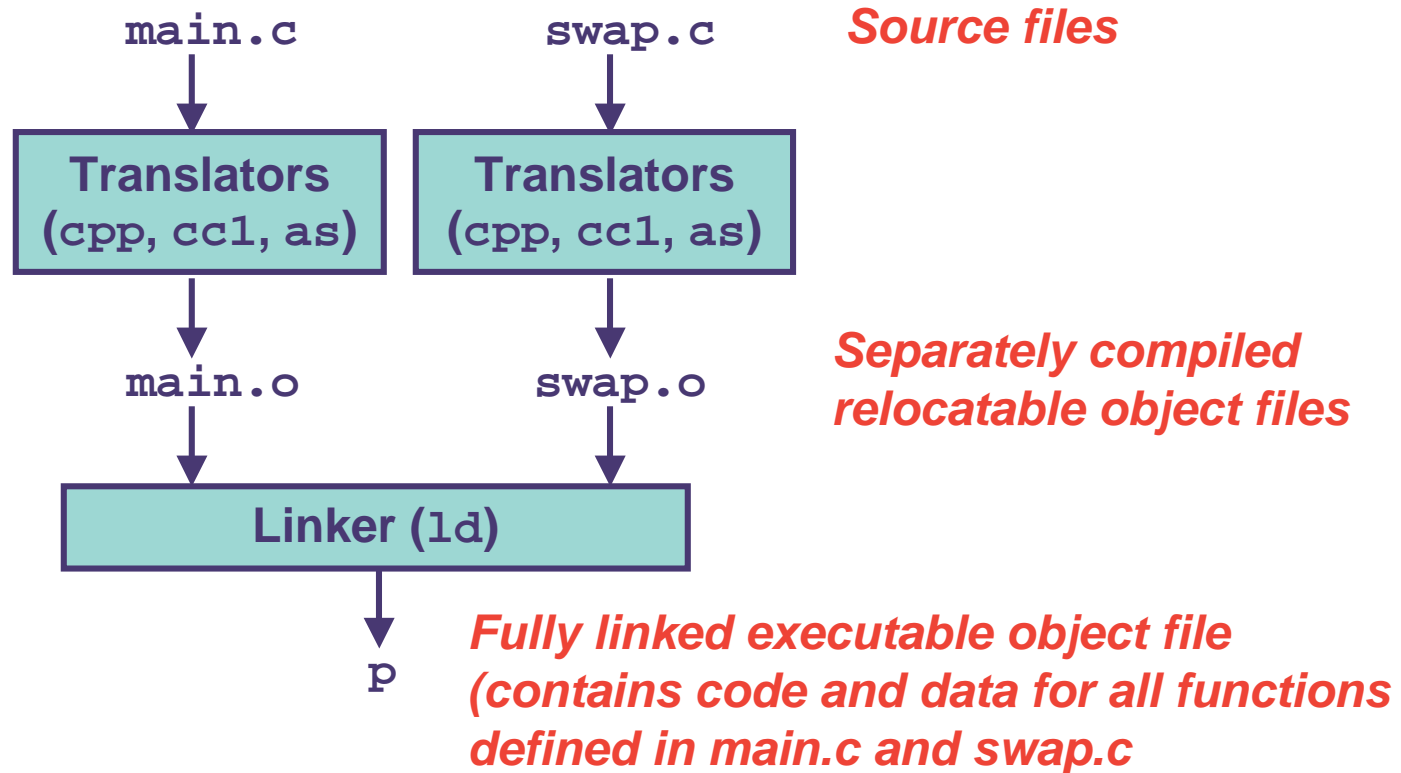 main.c swap.c Source files
Translators Translators
(cpp, cc1, as) (cpp, cc1, as)
main.o swap.o
Separately compiled
relocatable object files
Linker (ld)
p
Fully linked executable object file
(contains code and data for all functions
defined in main.c and swap.c